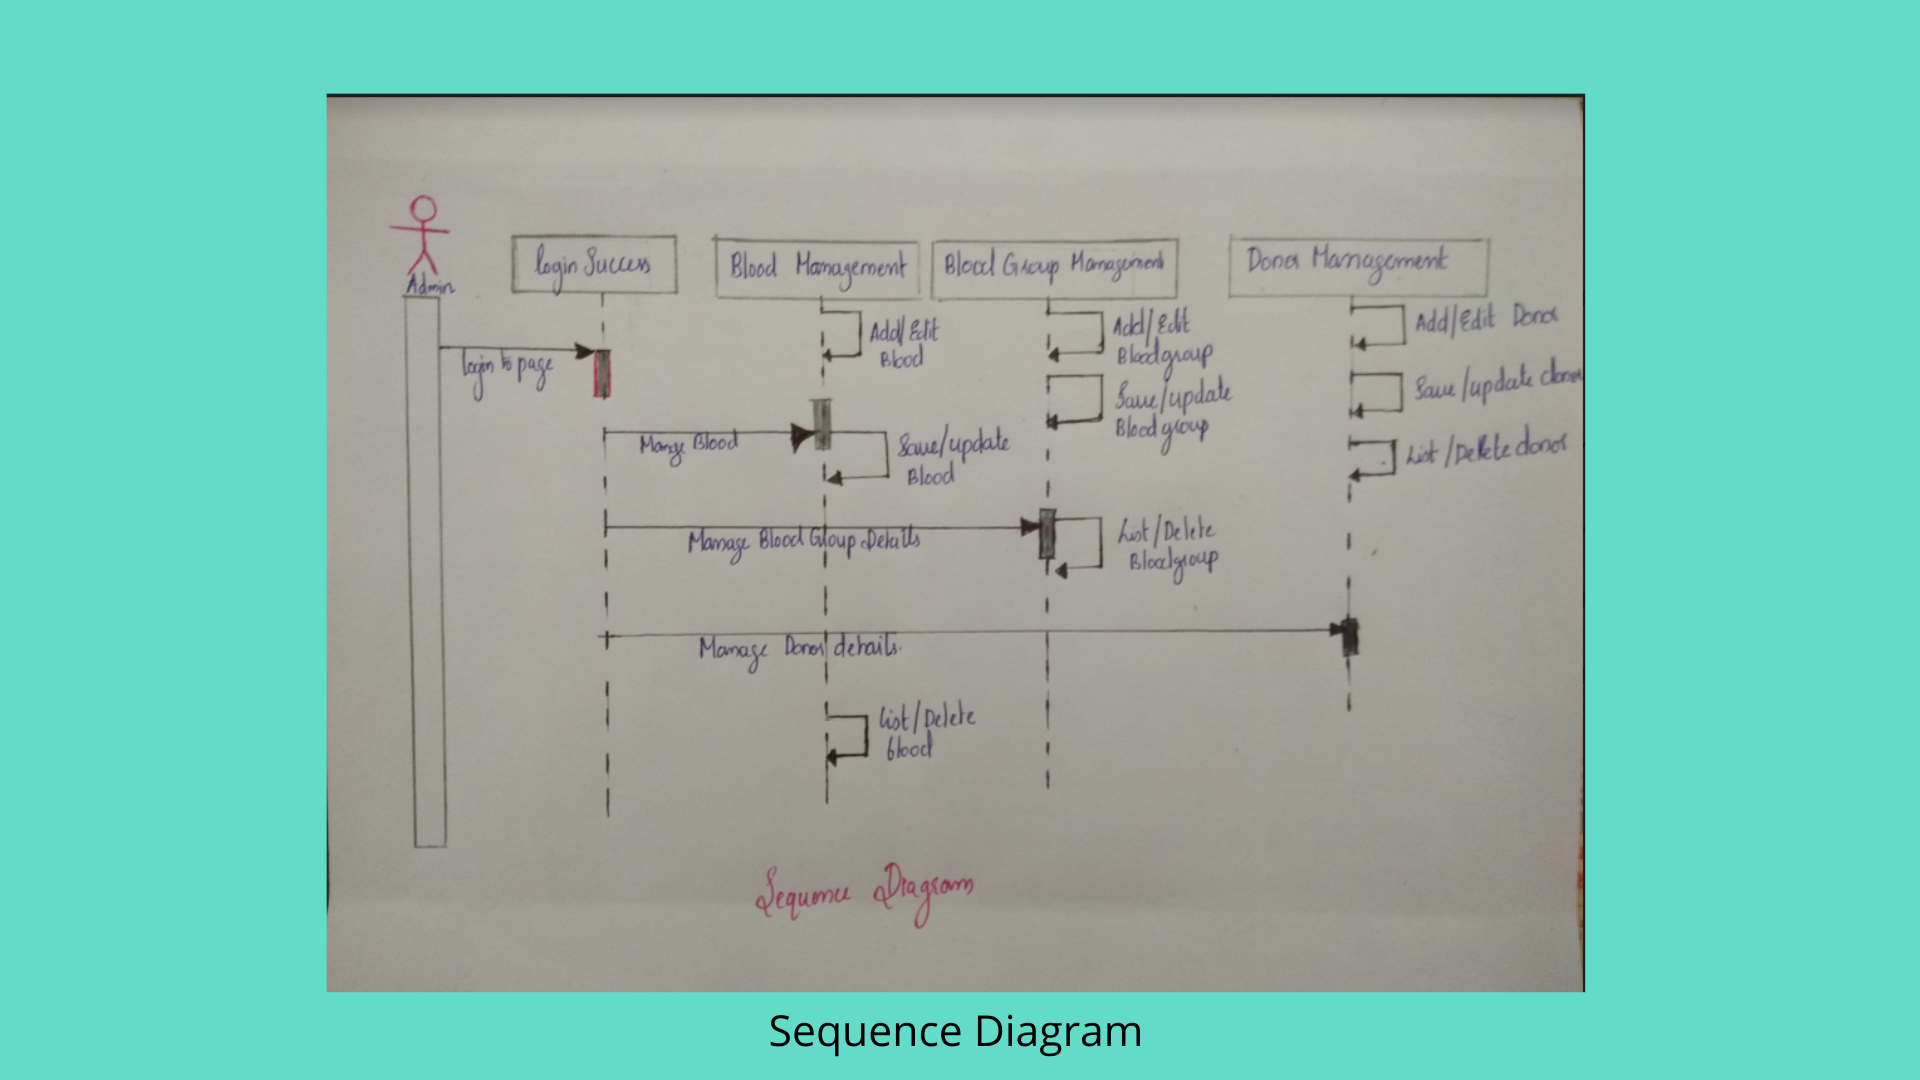 Admin
login Success
Blood Management
Blood Group Management
Donor Management
Add/Edit
Blood
Add/Edit
Bloodgroup
Add/Edit Donor
login to page
Save/update
Blood group
Save/update donor
Mange Blood
Save/update
Blood
List/Delete donor
Manage Blood Group Details
List/Delete
Bloodgroup
Manage Donor details.
List/Delete
blood
Sequence Diagram
Sequence Diagram